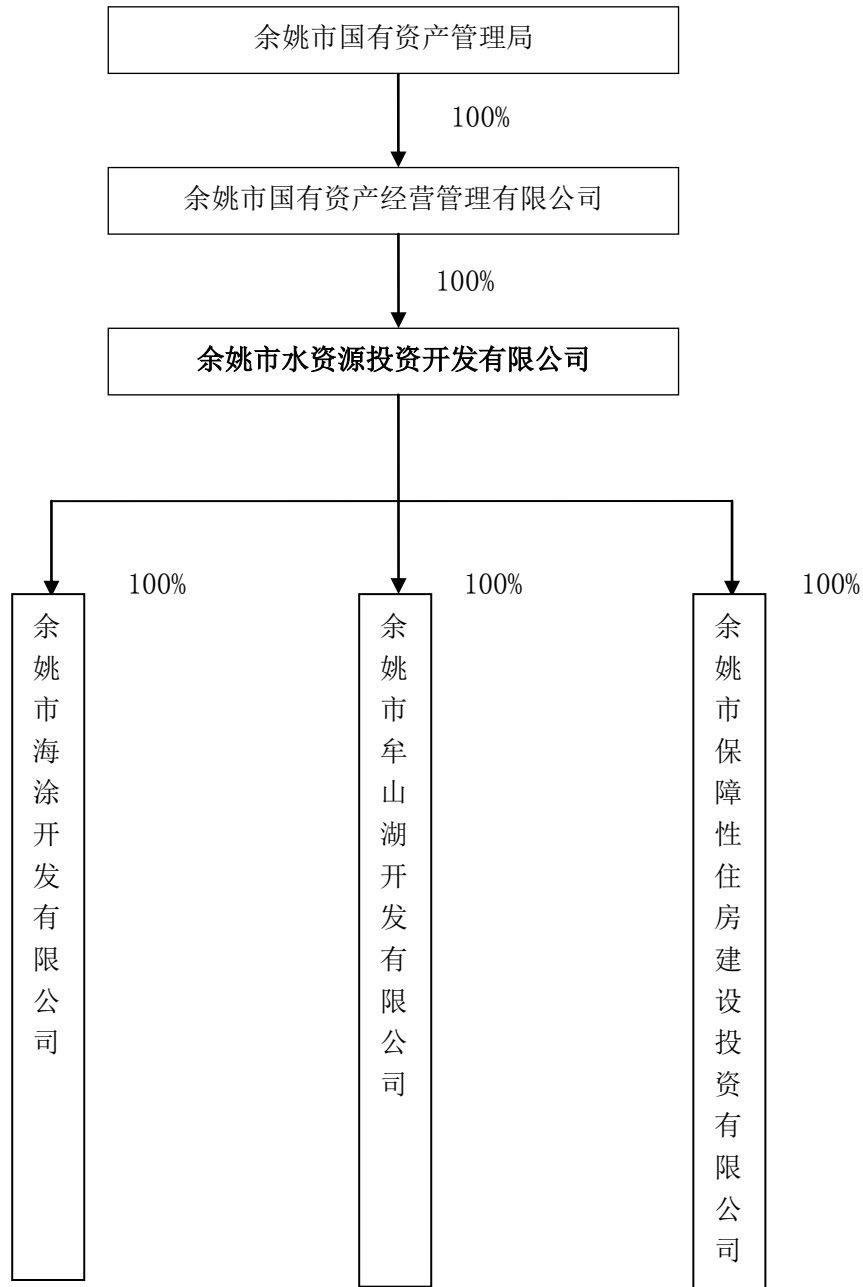 余姚市国有资产管理局
100%
余姚市国有资产经营管理有限公司
100%
余姚市水资源投资开发有限公司
100%
100%
100%
余姚市海涂开发有限公司
余姚市牟山湖开发有限公司
余姚市保障性住房建设投资有限公司